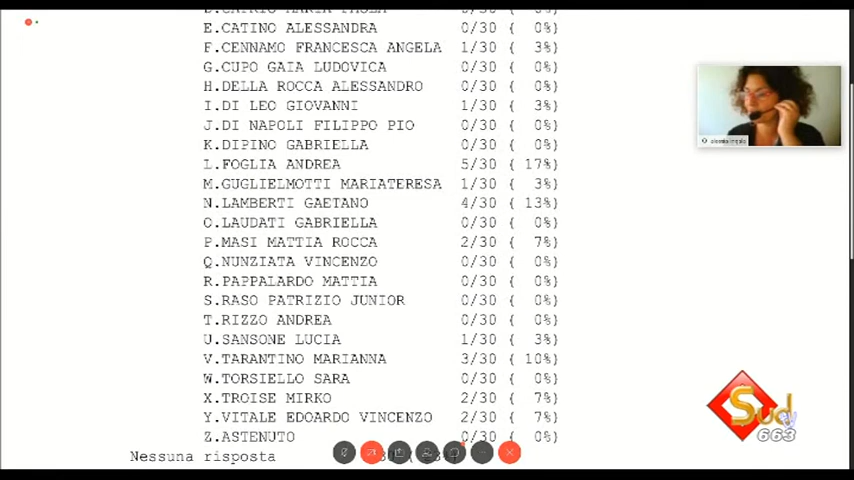 E.CATINO ALESSANDRA 0/30 ( 0%)
F.CENNAMO FRANCESCA ANGELA 1/30 ( 3%)
G.CUPO GAIA LUDOVICA 0/30 ( 0%)
H.DELLA ROCCA ALESSANDRO 0/30 ( 0%)
I.DI LEO GIOVANNI 1/30 ( 3%)
J.DI NAPOLI FILIPPO PIO 0/30 ( 0%)
K.DIPINO GABRIELLA 0/30 ( 0%)
L.FOGLIA ANDREA 5/30 ( 17%)
M.GUGLIELMOTTI MARIATERESA 1/30 ( 3%)
N.LAMBERTI GAETANO 4/30 ( 13%)
O.LAUDATI GABRIELLA 0/30 ( 0%)
P.MASI MATTIA ROCCA 2/30 ( 7%)
Q.NUNZIATA VINCENZO 0/30 ( 0%)
R.PAPPALARDO MATTIA 0/30 ( 0%)
S.RASO PATRIZIO JUNIOR 0/30 ( 0%)
T.RIZZO ANDREA 0/30 ( 0%)
U.SANSONE LUCIA 1/30 ( 3%)
V.TARANTINO MARIANNA 3/30 ( 10%)
W.TORSIELLO SARA 0/30 ( 0%)
X.TROISE MIRKO 2/30 ( 7%)
Y.VITALE EDOARDO VINCENZO 2/30 ( 7%)
Z.ASTENUTO 0/30 ( 0%)
Nessuna risposta
Sud tv
663